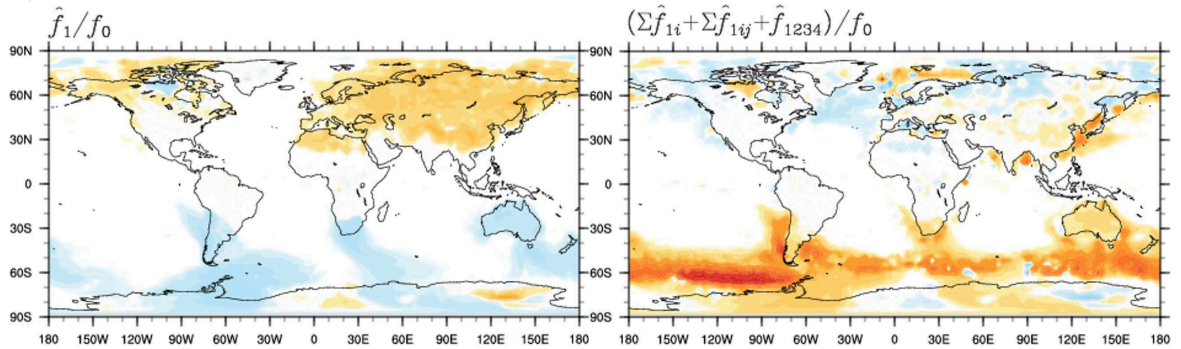 f̂₁/f₀
(Σf̂₁ᵢ+Σf̂₁ᵢⱼ+f̂₁₂₃₄)/f₀
90N 90N
60N 60N
30N 30N
0 0
30S 30S
60S 60S
90S 90S
180 150W 120W 90W 60W 30W 0 30E 60E 90E 120E 150E 180 180 150W 120W 90W 60W 30W 0 30E 60E 90E 120E 150E 180